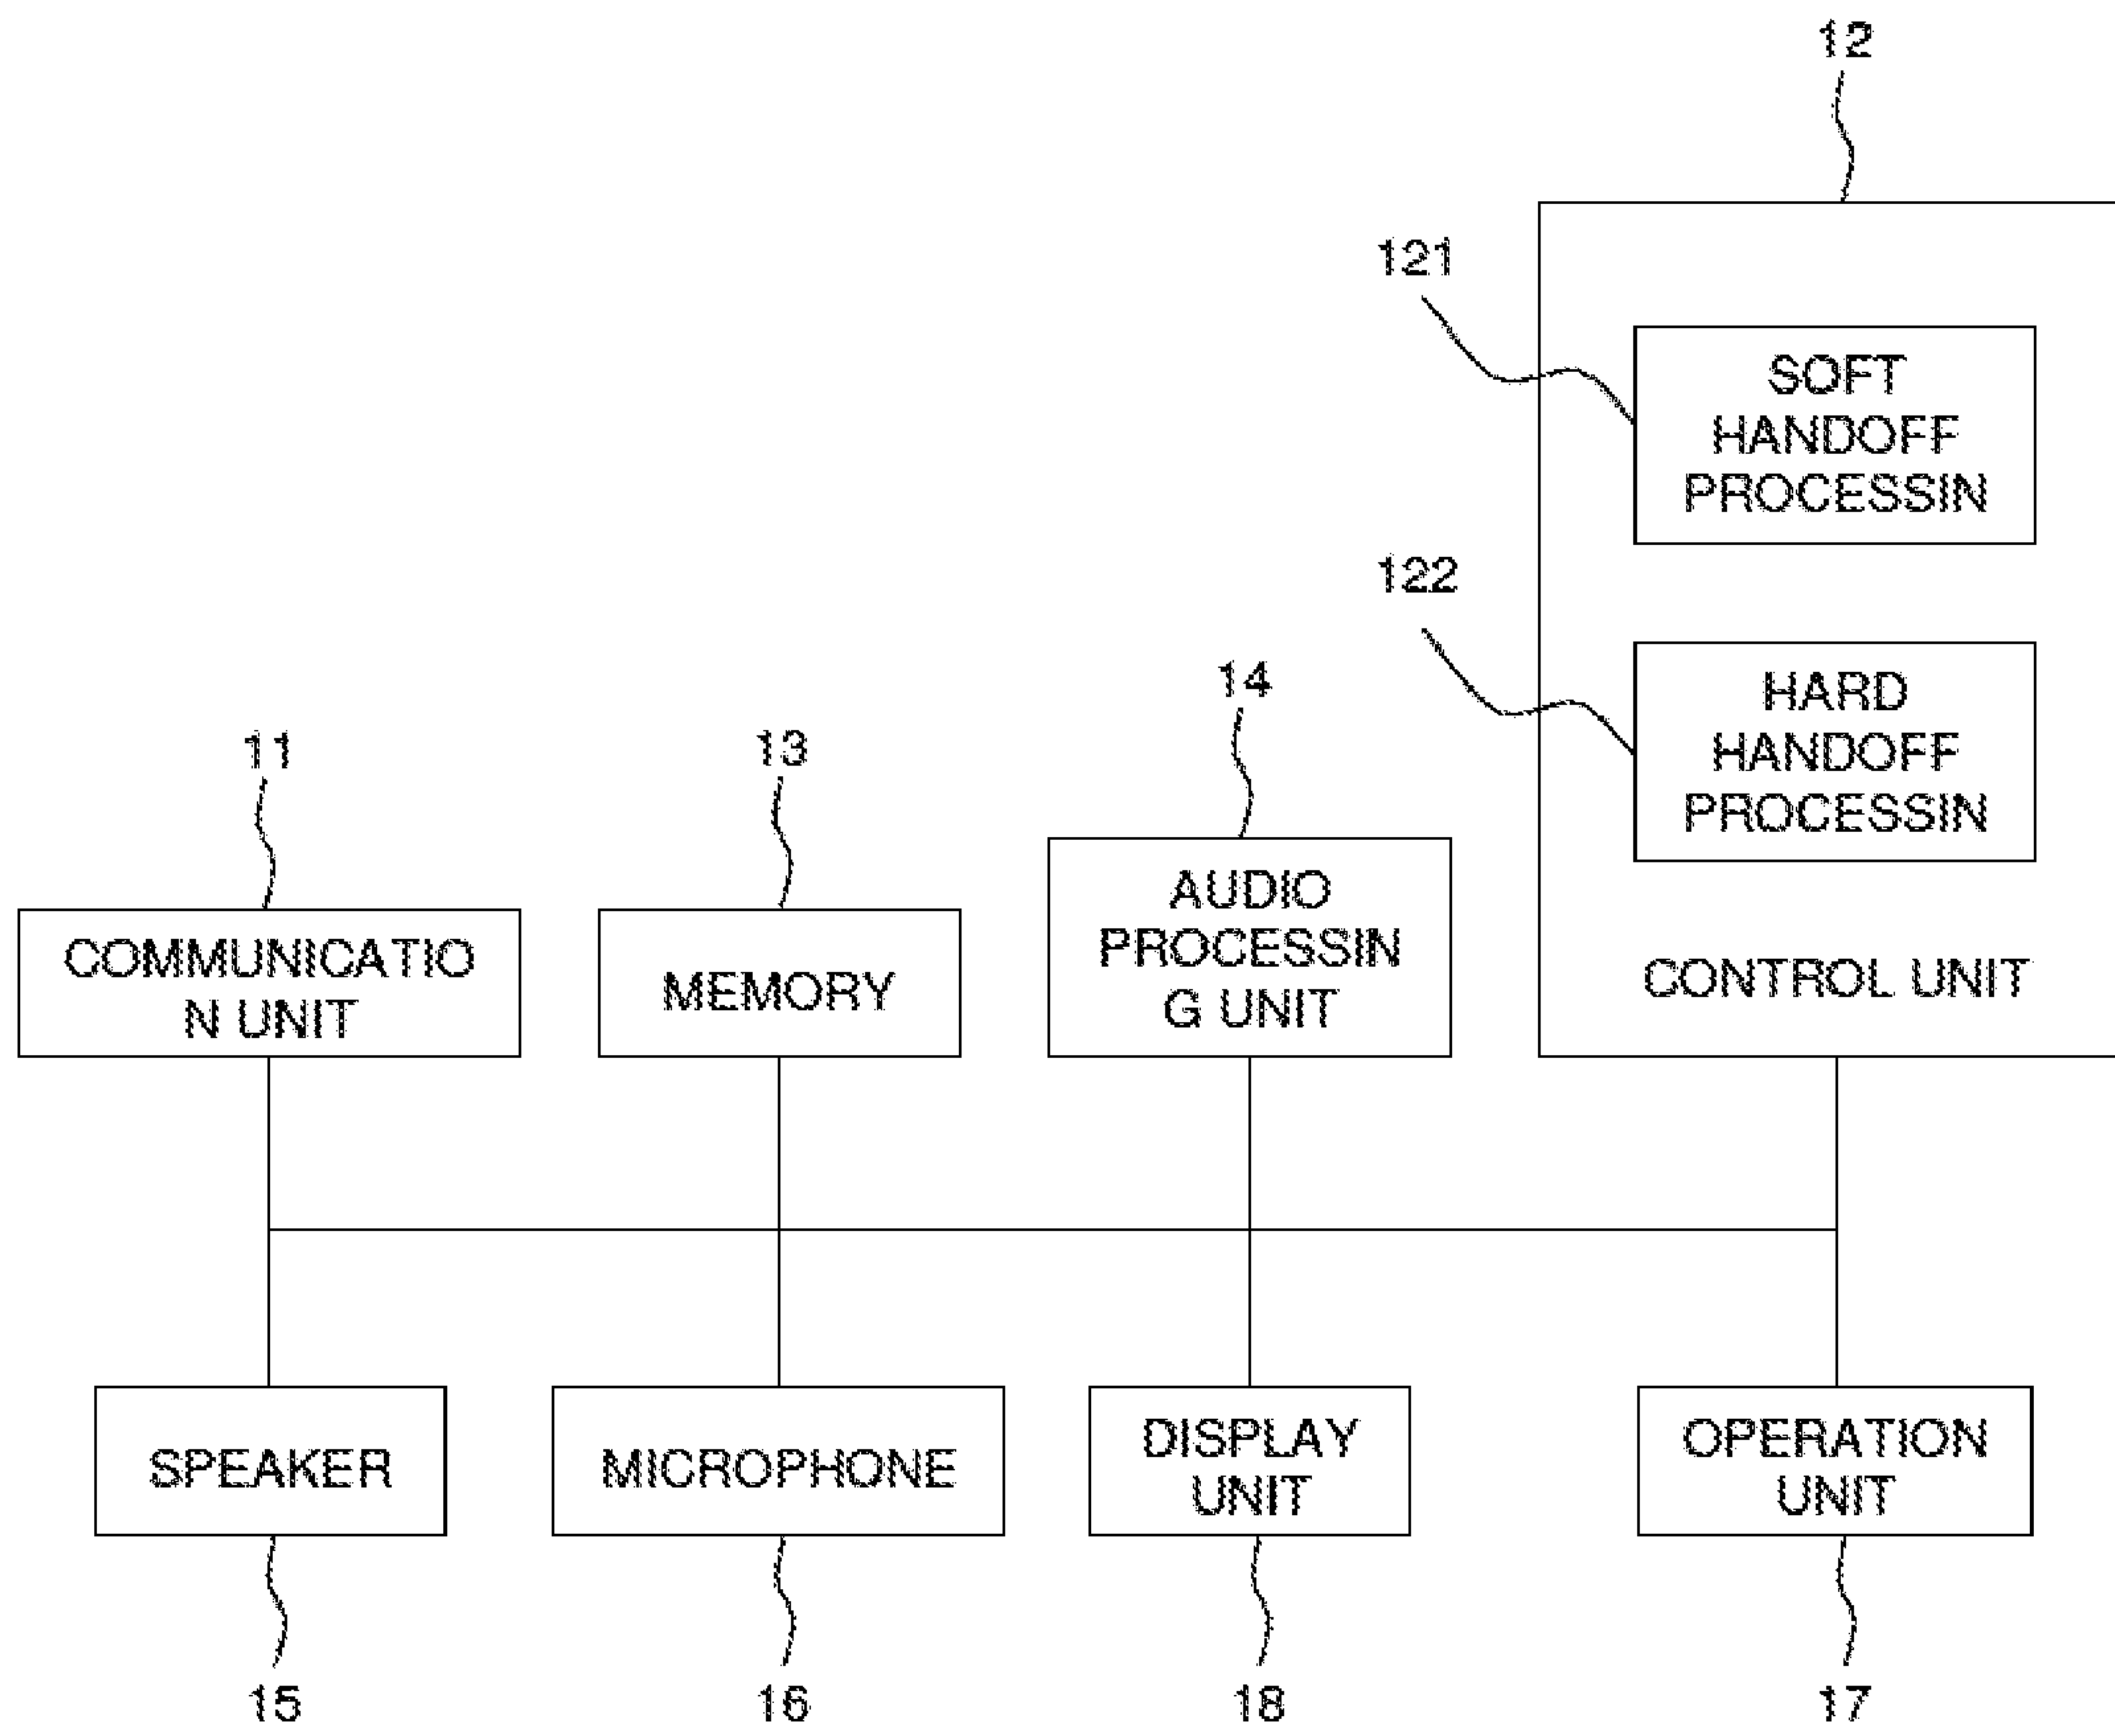 12
121
SOFT
HANDOFF
PROCESSIN
122
HARD
HANDOFF
PROCESSIN
CONTROL UNIT
11
COMMUNICATIO
N UNIT
13
MEMORY
14
AUDIO
PROCESSIN
G UNIT
SPEAKER
15
MICROPHONE
16
DISPLAY
UNIT
18
OPERATION
UNIT
17